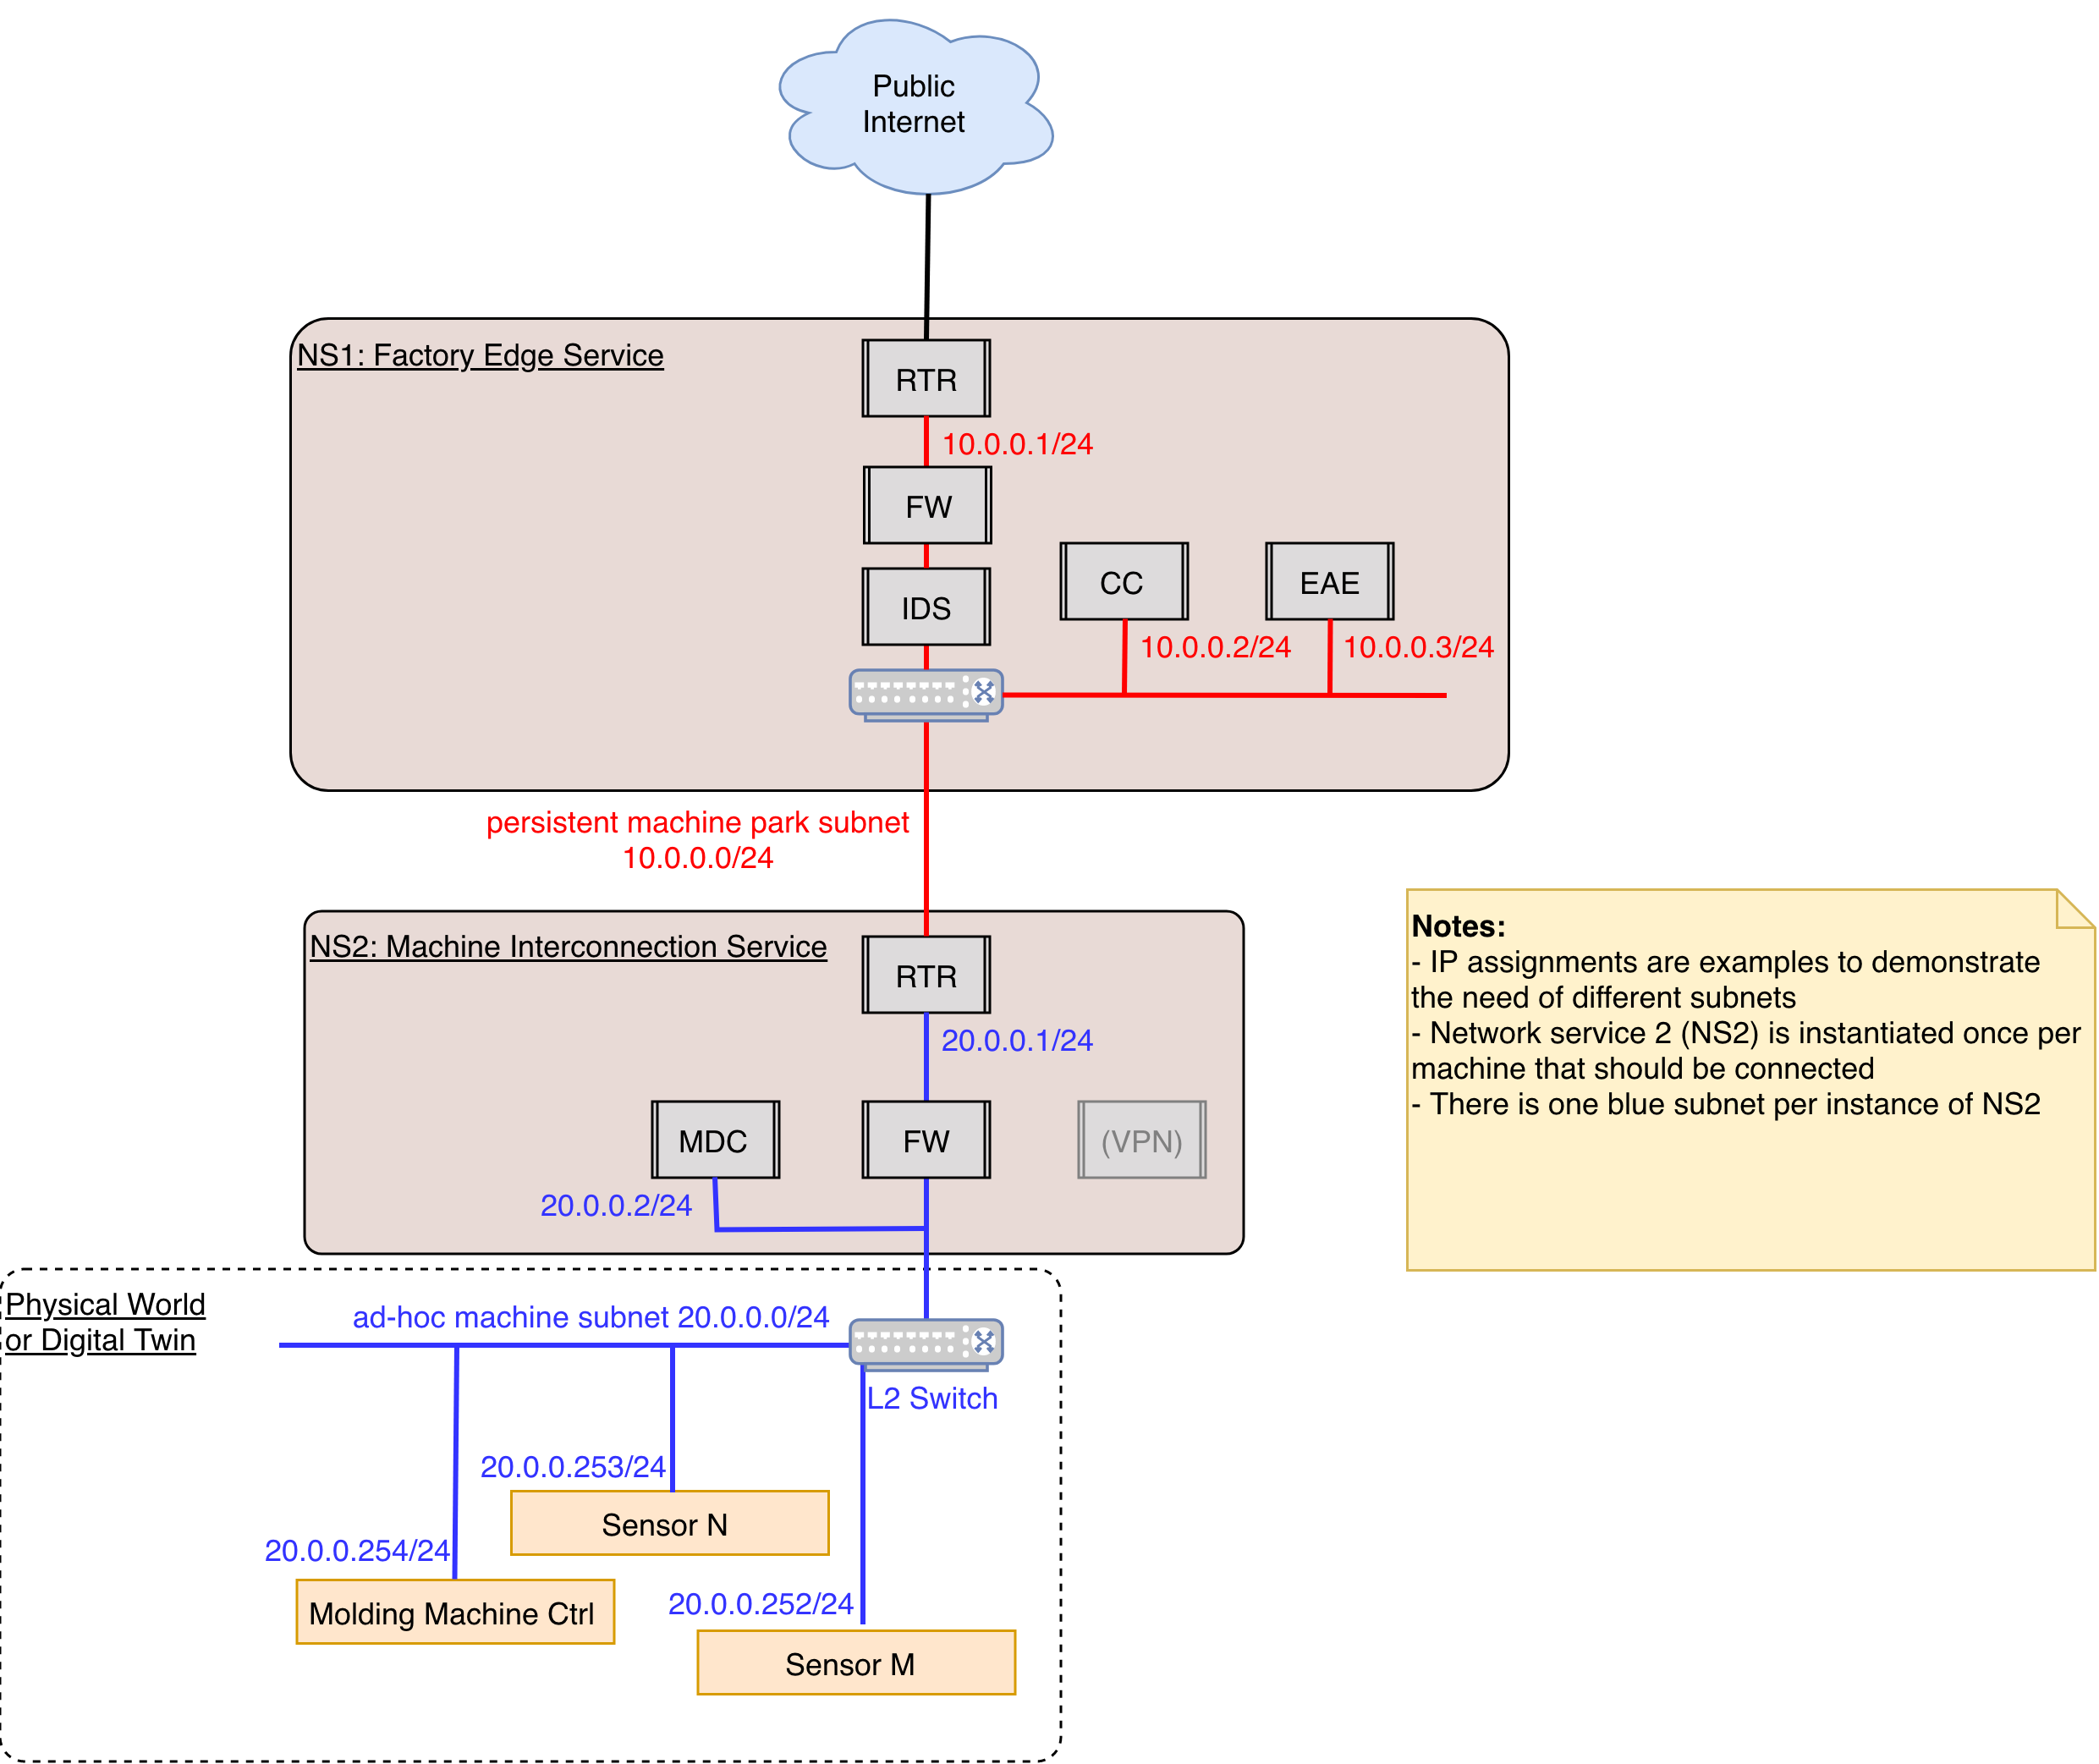 Public
Internet
NS1: Factory Edge Service
RTR
10.0.0.1/24
FW
CC
EAE
IDS
10.0.0.2/24
10.0.0.3/24
persistent machine park subnet
10.0.0.0/24
NS2: Machine Interconnection Service
RTR
20.0.0.1/24
MDC
FW
(VPN)
20.0.0.2/24
Notes:
- IP assignments are examples to demonstrate
the need of different subnets
- Network service 2 (NS2) is instantiated once per
machine that should be connected
- There is one blue subnet per instance of NS2
Physical World
or Digital Twin
ad-hoc machine subnet 20.0.0.0/24
L2 Switch
20.0.0.253/24
Sensor N
20.0.0.254/24
Molding Machine Ctrl
20.0.0.252/24
Sensor M